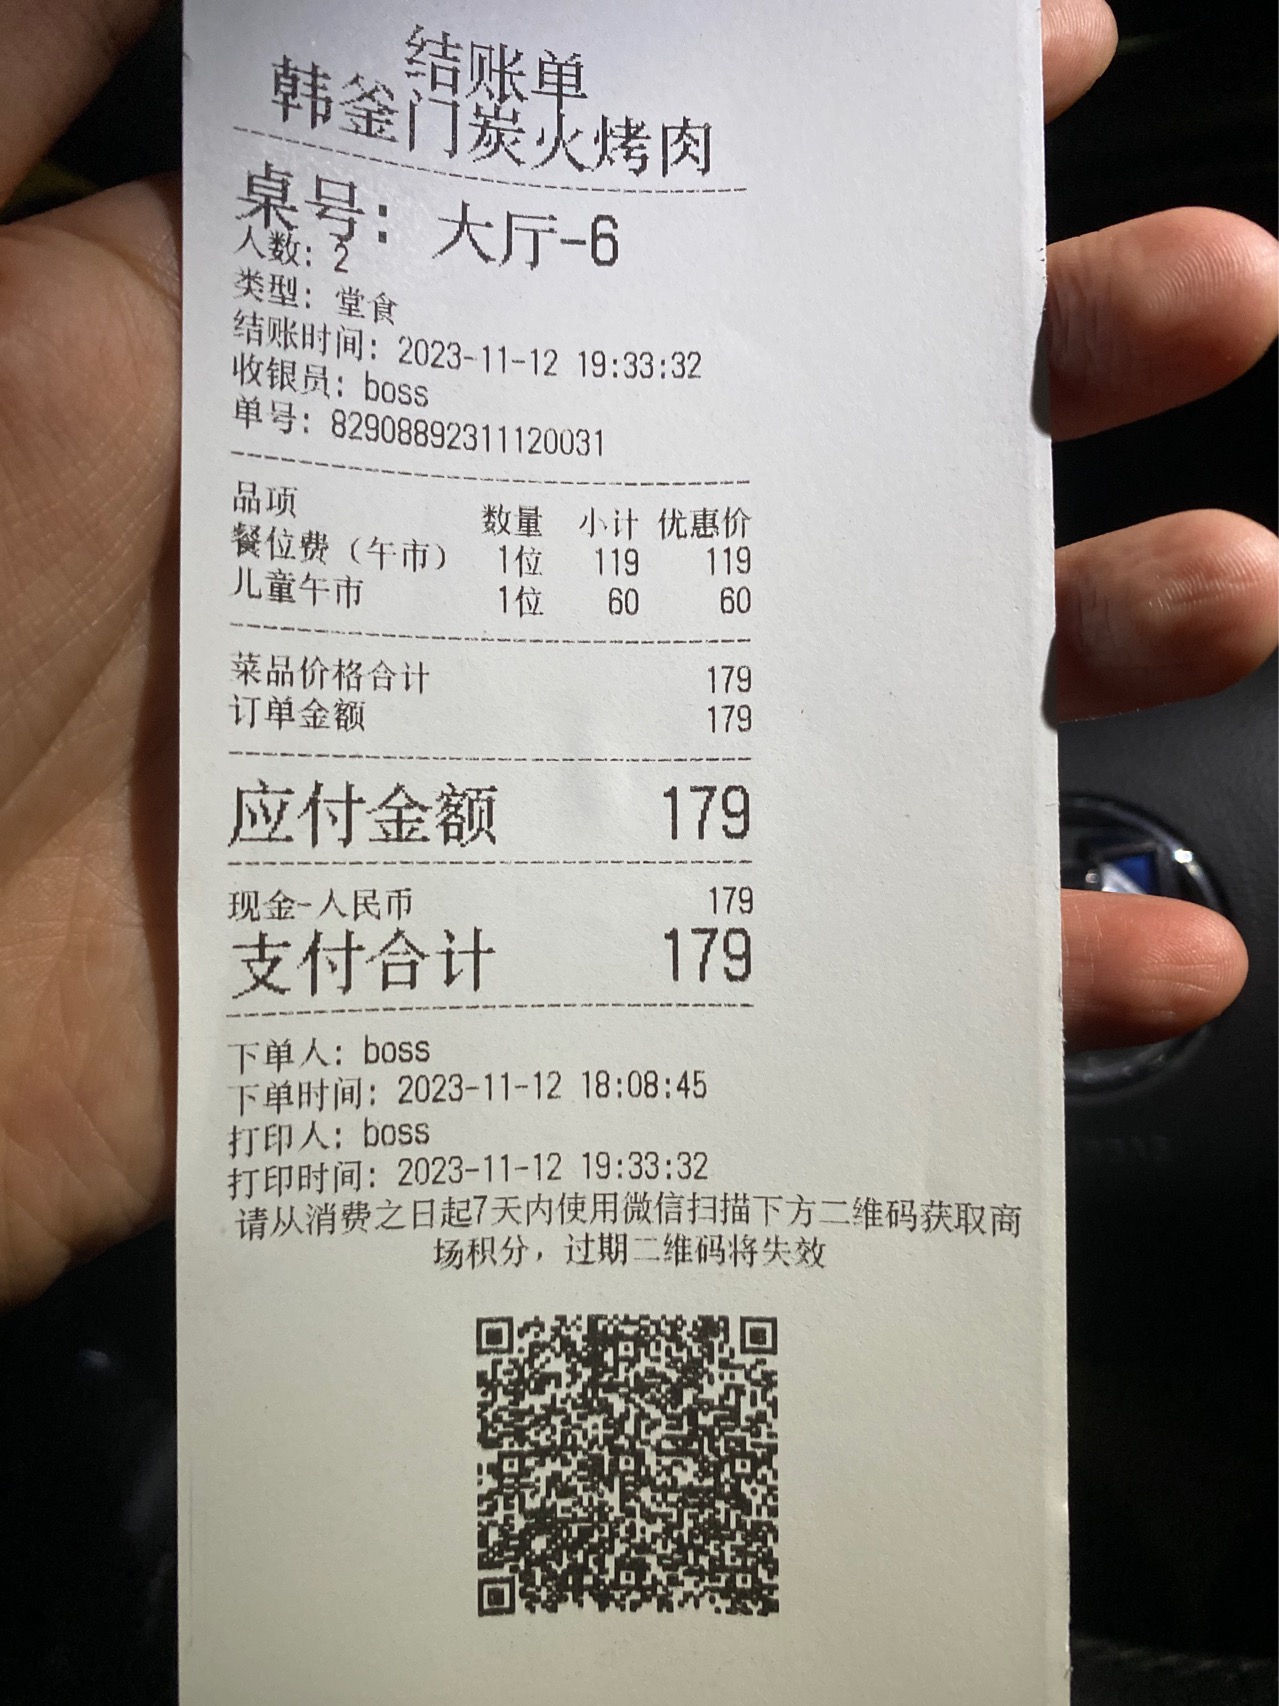 结账单
韩釜门炭火烤肉
桌号：大厅-6
人数：2
类型：堂食
结账时间：2023-11-12 19:33:32
收银员：boss
单号：82908892311120031
品项 数量 小计 优惠价
餐位费（午市） 1位 119 119
儿童午市 1位 60 60
菜品价格合计 179
订单金额 179
应付金额 179
现金-人民币 179
支付合计 179
下单人：boss
下单时间：2023-11-12 18:08:45
打印人：boss
打印时间：2023-11-12 19:33:32
请从消费之日起7天内使用微信扫描下方二维码获取商
场积分，过期二维码将失效